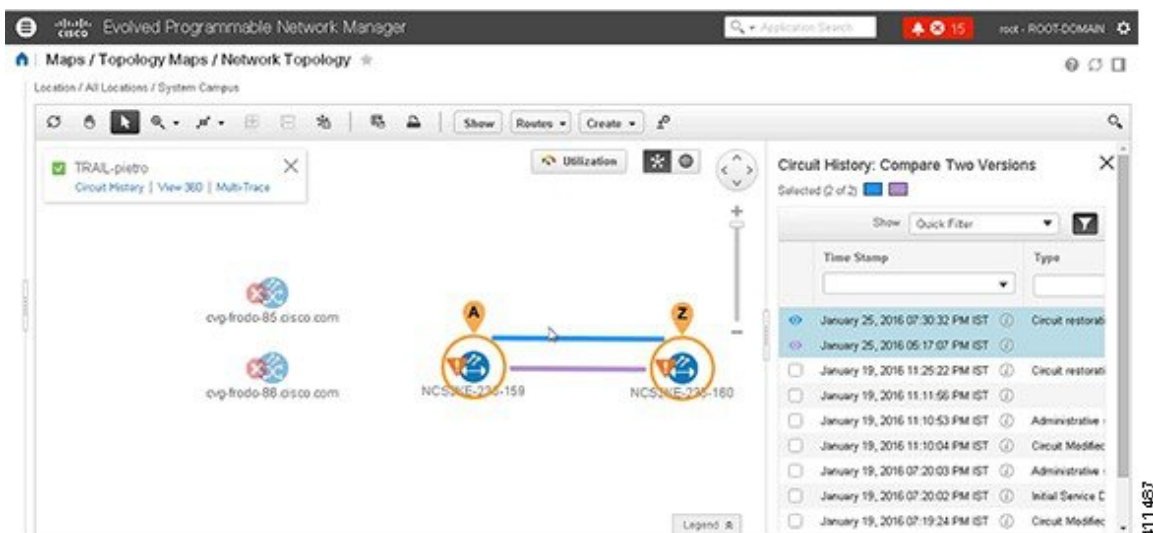 cisco Evolved Programmable Network Manager
Application Search
15
root - ROOT-DOMAIN
Maps / Topology Maps / Network Topology
Location / All Locations / System Campus
Show Routes Create
TRAIL-pietro
Circuit History | View 360 | Multi-Trace
Utilization
cvg-frodo-85.cisco.com
cvg-frodo-86.cisco.com
A
Z
Legend
Circuit History: Compare Two Versions
Selected (2 of 2)
Show Quick Filter
Time Stamp Type
January 25, 2016 07:30:32 PM IST Circuit restorati
January 25, 2016 05:17:07 PM IST
January 19, 2016 11:25:22 PM IST Circuit restorati
January 19, 2016 11:11:56 PM IST
January 19, 2016 11:10:53 PM IST Administrative
January 19, 2016 11:10:04 PM IST Circuit Modified
January 19, 2016 07:20:03 PM IST Administrative
January 19, 2016 07:20:02 PM IST Initial Service D
January 19, 2016 07:19:24 PM IST Circuit Modified
411487